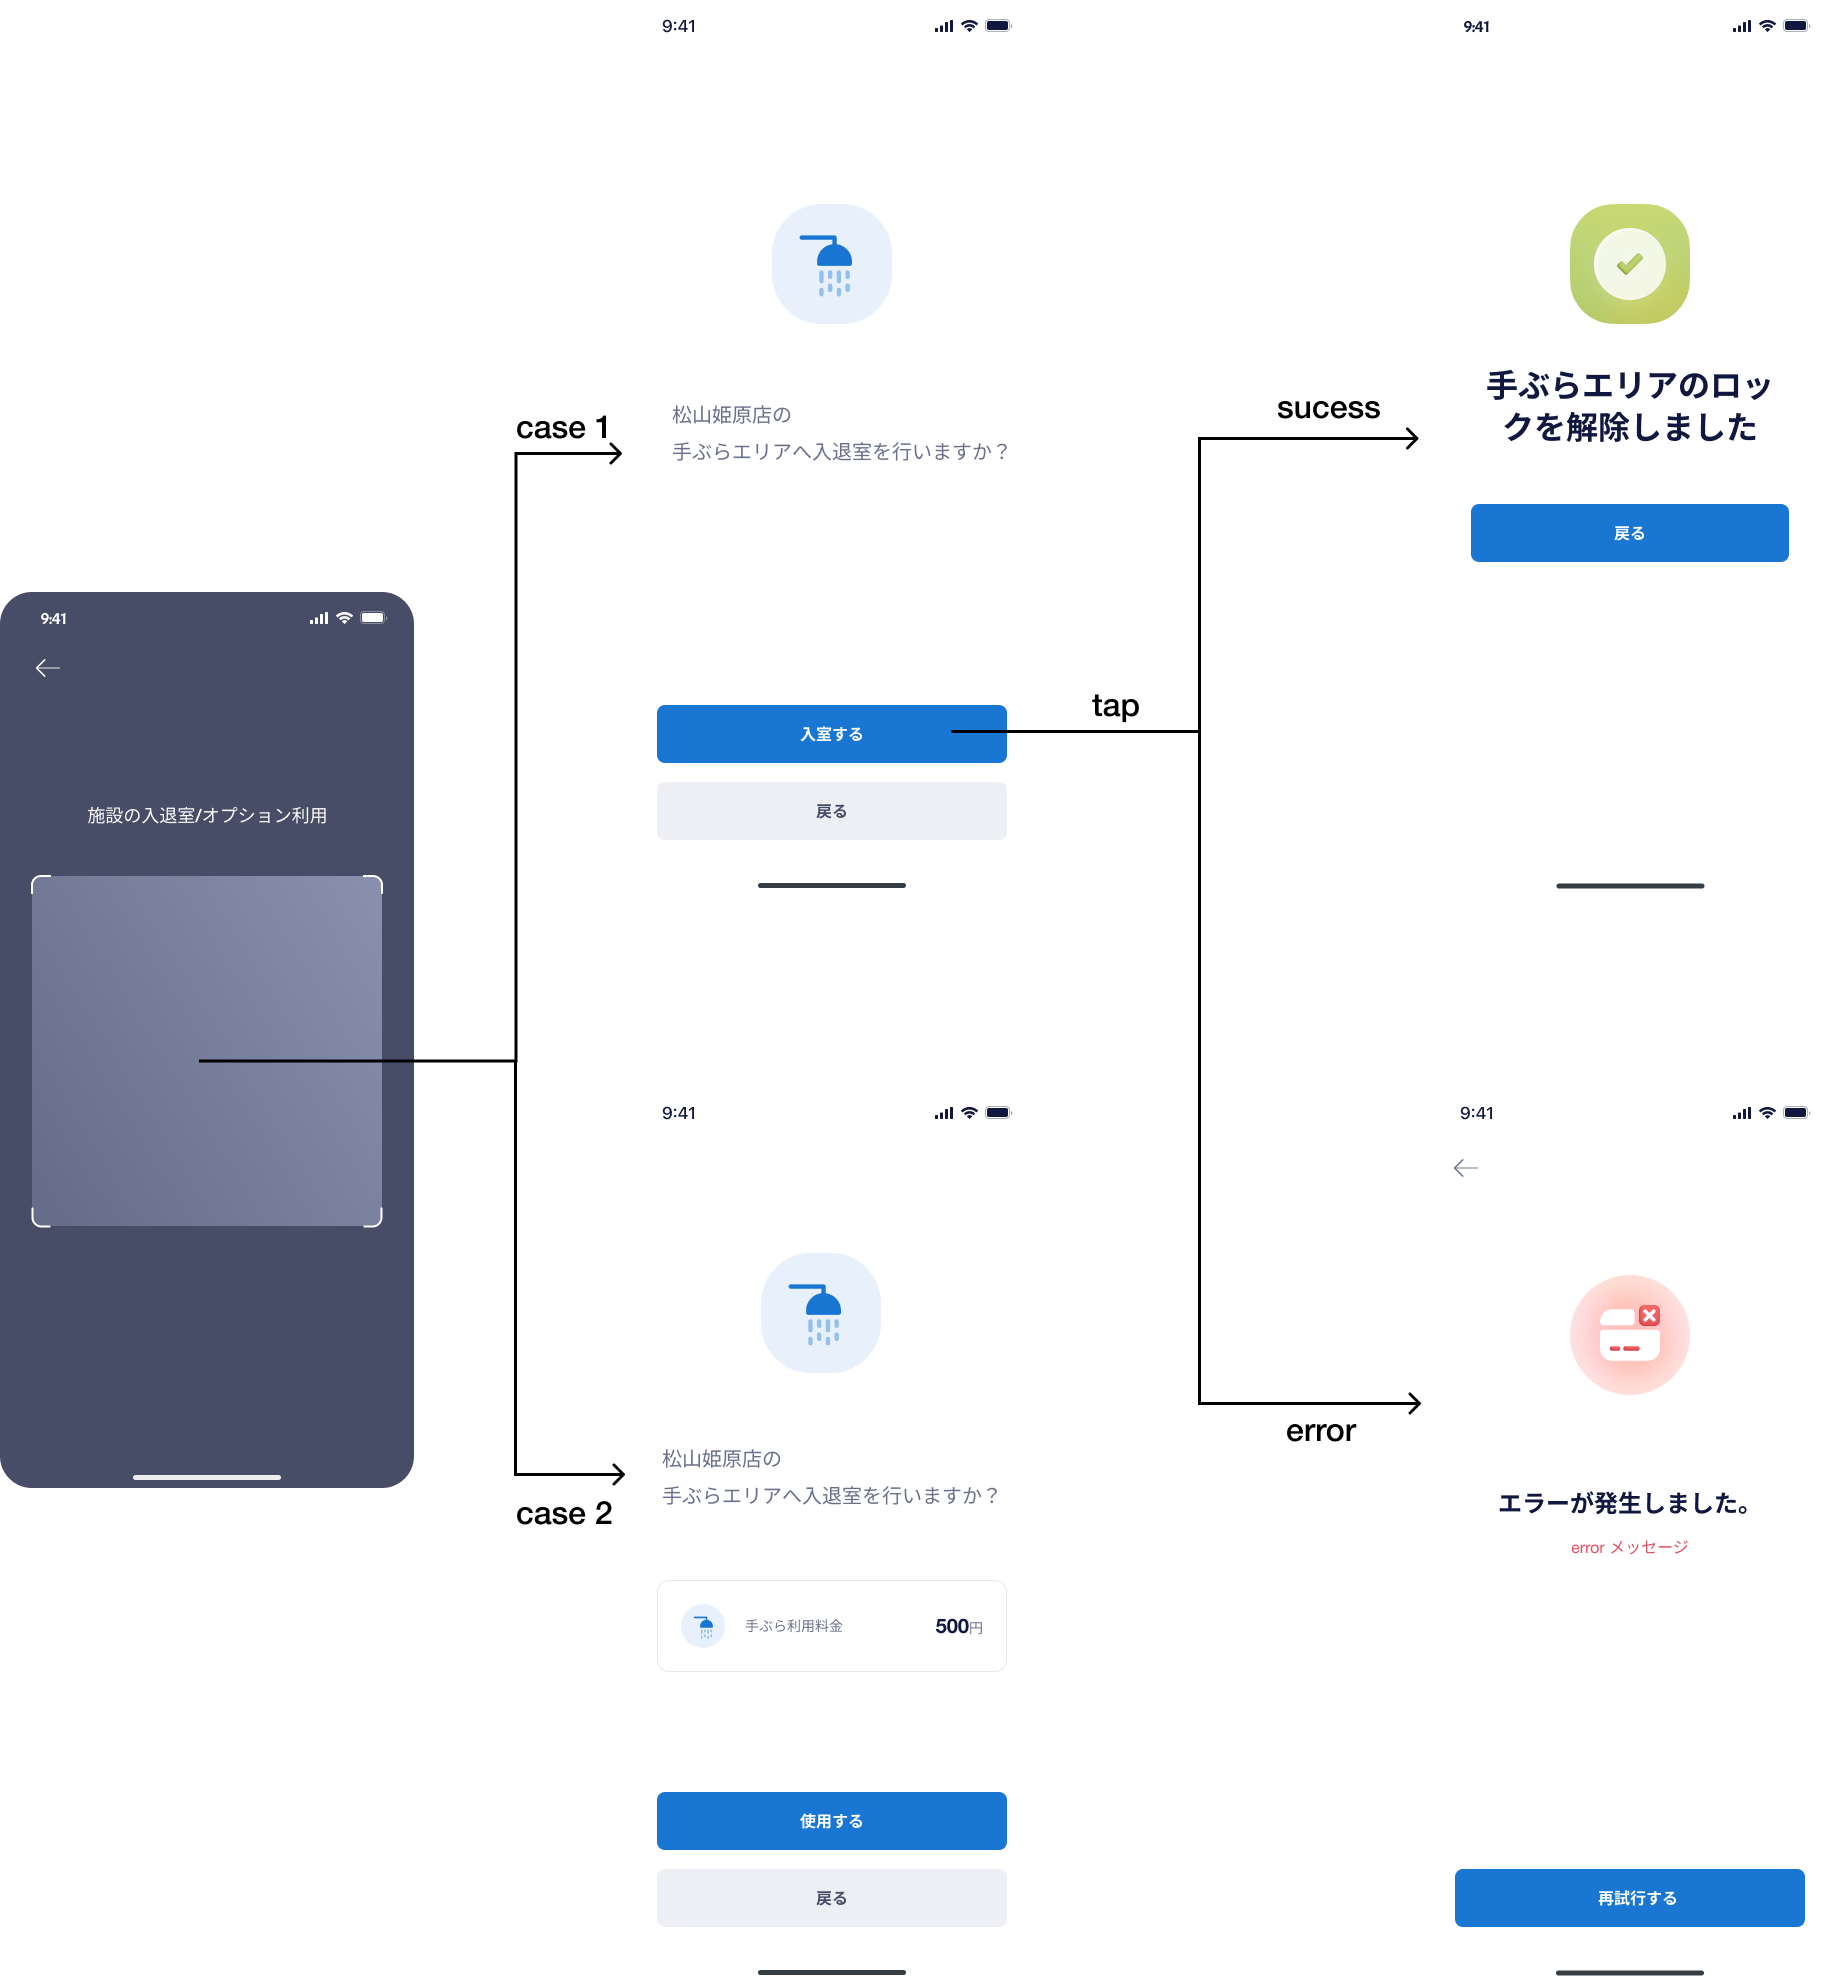 9:41
施設の入退室/オプション利用
case 1
case 2
9:41
松山姫原店の
手ぶらエリアへ入退室を行いますか？
入室する
戻る
9:41
松山姫原店の
手ぶらエリアへ入退室を行いますか？
手ぶら利用料金 500円
使用する
戻る
tap
sucess
error
9:41
手ぶらエリアのロッ
クを解除しました
戻る
9:41
エラーが発生しました。
error メッセージ
再試行する